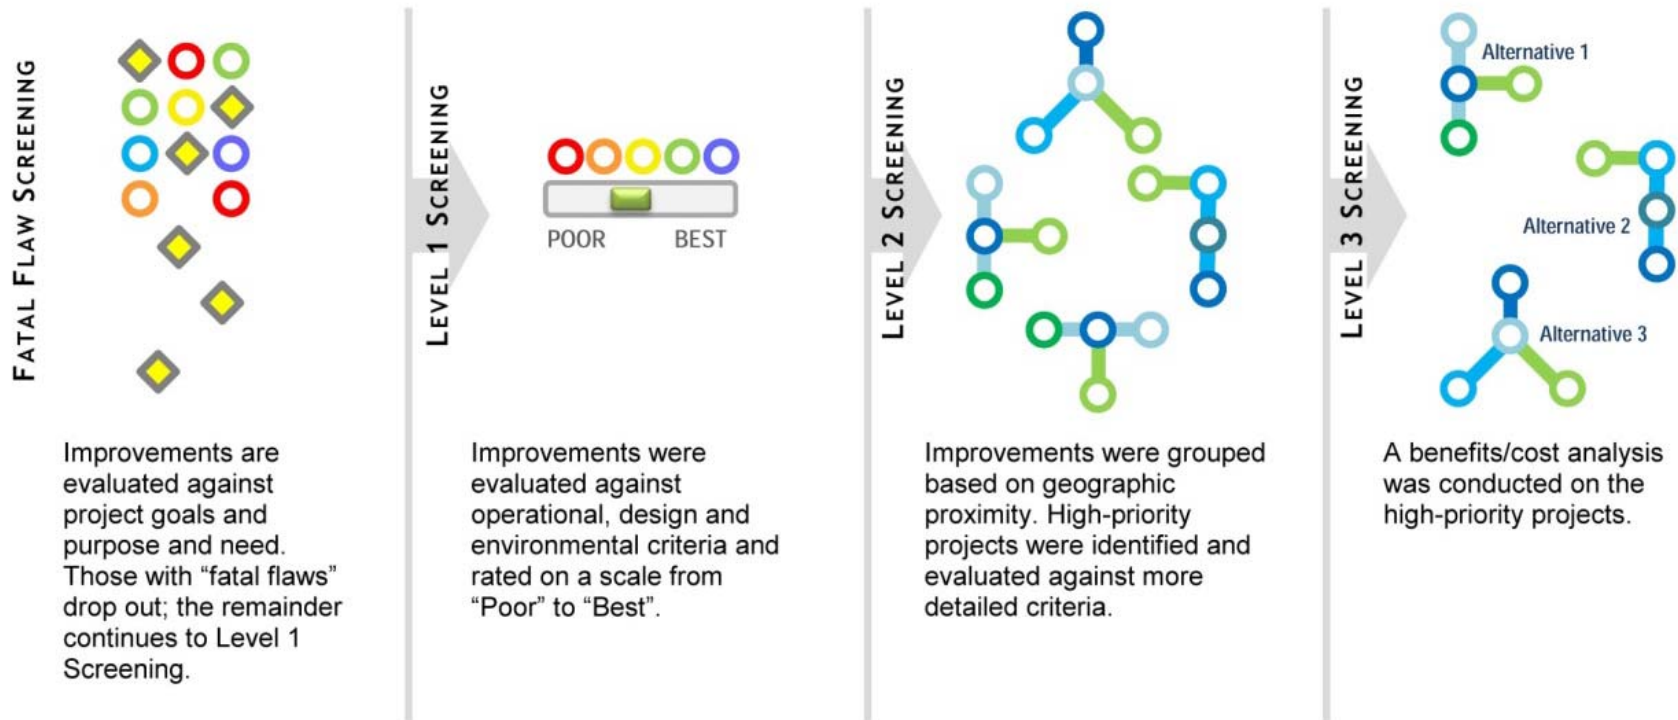 FATAL FLAW SCREENING
Improvements are
evaluated against
project goals and
purpose and need.
Those with “fatal flaws”
drop out; the remainder
continues to Level 1
Screening.
LEVEL 1 SCREENING
POOR BEST
Improvements were
evaluated against
operational, design and
environmental criteria and
rated on a scale from
“Poor” to “Best”.
LEVEL 2 SCREENING
Improvements were grouped
based on geographic
proximity. High-priority
projects were identified and
evaluated against more
detailed criteria.
LEVEL 3 SCREENING
Alternative 1
Alternative 2
Alternative 3
A benefits/cost analysis
was conducted on the
high-priority projects.